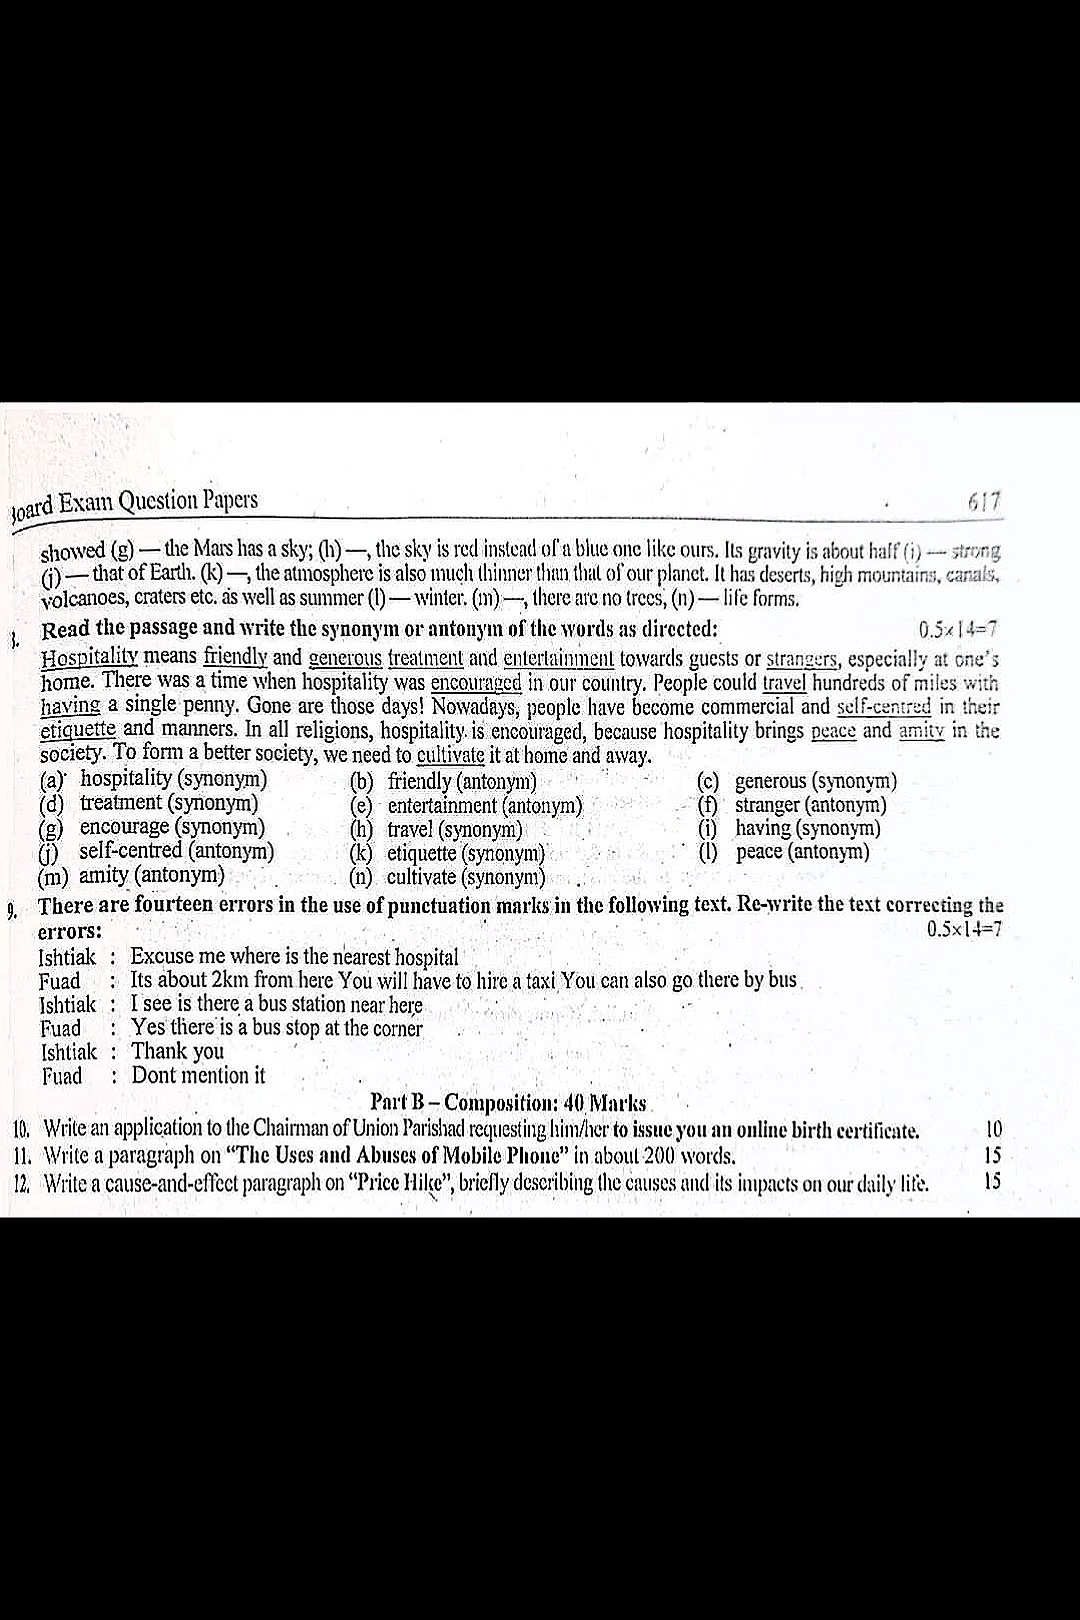 Board Exam Question Papers 617
showed (g) — the Mars has a sky; (h) —, the sky is red instead of a blue one like ours. Its gravity is about half (i) — strong
(j) — that of Earth. (k) —, the atmosphere is also much thinner than that of our planet. It has deserts, high mountains, canals,
volcanoes, craters etc. as well as summer (l) — winter. (m) —, there are no trees, (n) — life forms.
Read the passage and write the synonym or antonym of the words as directed: 0.5×14=7
Hospitality means friendly and generous treatment and entertainment towards guests or strangers, especially at one's
home. There was a time when hospitality was encouraged in our country. People could travel hundreds of miles with
having a single penny. Gone are those days! Nowadays, people have become commercial and self-centred in their
etiquette and manners. In all religions, hospitality is encouraged, because hospitality brings peace and amity in the
society. To form a better society, we need to cultivate it at home and away.
(a) hospitality (synonym) (b) friendly (antonym) (c) generous (synonym)
(d) treatment (synonym) (e) entertainment (antonym) (f) stranger (antonym)
(g) encourage (synonym) (h) travel (synonym) (i) having (synonym)
(j) self-centred (antonym) (k) etiquette (synonym) (l) peace (antonym)
(m) amity (antonym) (n) cultivate (synonym)
9. There are fourteen errors in the use of punctuation marks in the following text. Re-write the text correcting the
errors: 0.5×14=7
Ishtiak : Excuse me where is the nearest hospital
Fuad : Its about 2km from here You will have to hire a taxi You can also go there by bus
Ishtiak : I see is there a bus station near here
Fuad : Yes there is a bus stop at the corner
Ishtiak : Thank you
Fuad : Dont mention it
Part B – Composition: 40 Marks
10. Write an application to the Chairman of Union Parishad requesting him/her to issue you an online birth certificate. 10
11. Write a paragraph on "The Uses and Abuses of Mobile Phone" in about 200 words. 15
12. Write a cause-and-effect paragraph on "Price Hike", briefly describing the causes and its impacts on our daily life. 15